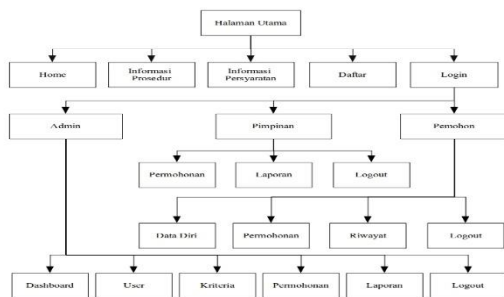 Halaman Utama
Home
Informasi
Prosedur
Informasi
Persyaratan
Daftar
Login
Admin
Pimpinan
Pemohon
Permohonan
Laporan
Logout
Data Diri
Permohonan
Riwayat
Logout
Dashboard
User
Kriteria
Permohonan
Laporan
Logout